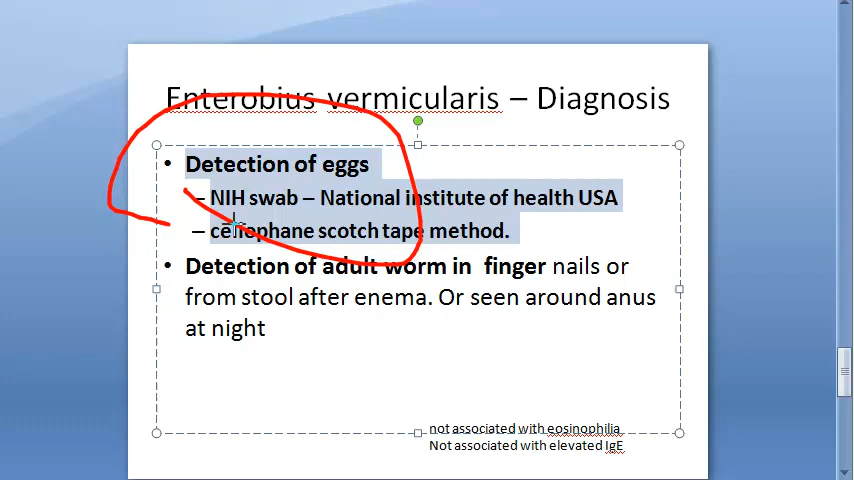 Enterobius vermicularis – Diagnosis
• Detection of eggs
– NIH swab – National institute of health USA
– cellophane scotch tape method.
• Detection of adult worm in finger nails or
from stool after enema. Or seen around anus
at night
not associated with eosinophilia
Not associated with elevated IgE